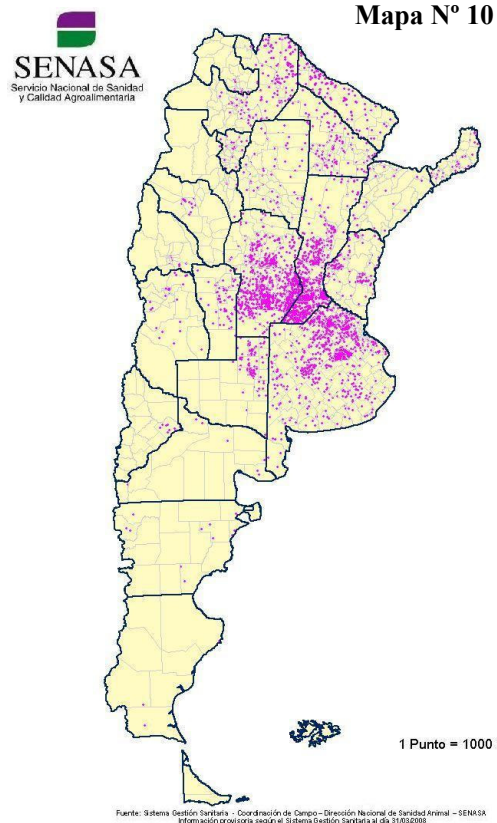 Mapa Nº 10
SENASA
Servicio Nacional de Sanidad
y Calidad Agroalimentaria
1 Punto = 1000
Fuente: Sistema Gestión Sanitaria - Coordinación de Campo – Dirección Nacional de Sanidad Animal – SENASA
Información provisoria según el Sistema Gestión Sanitaria al día 31/03/2008